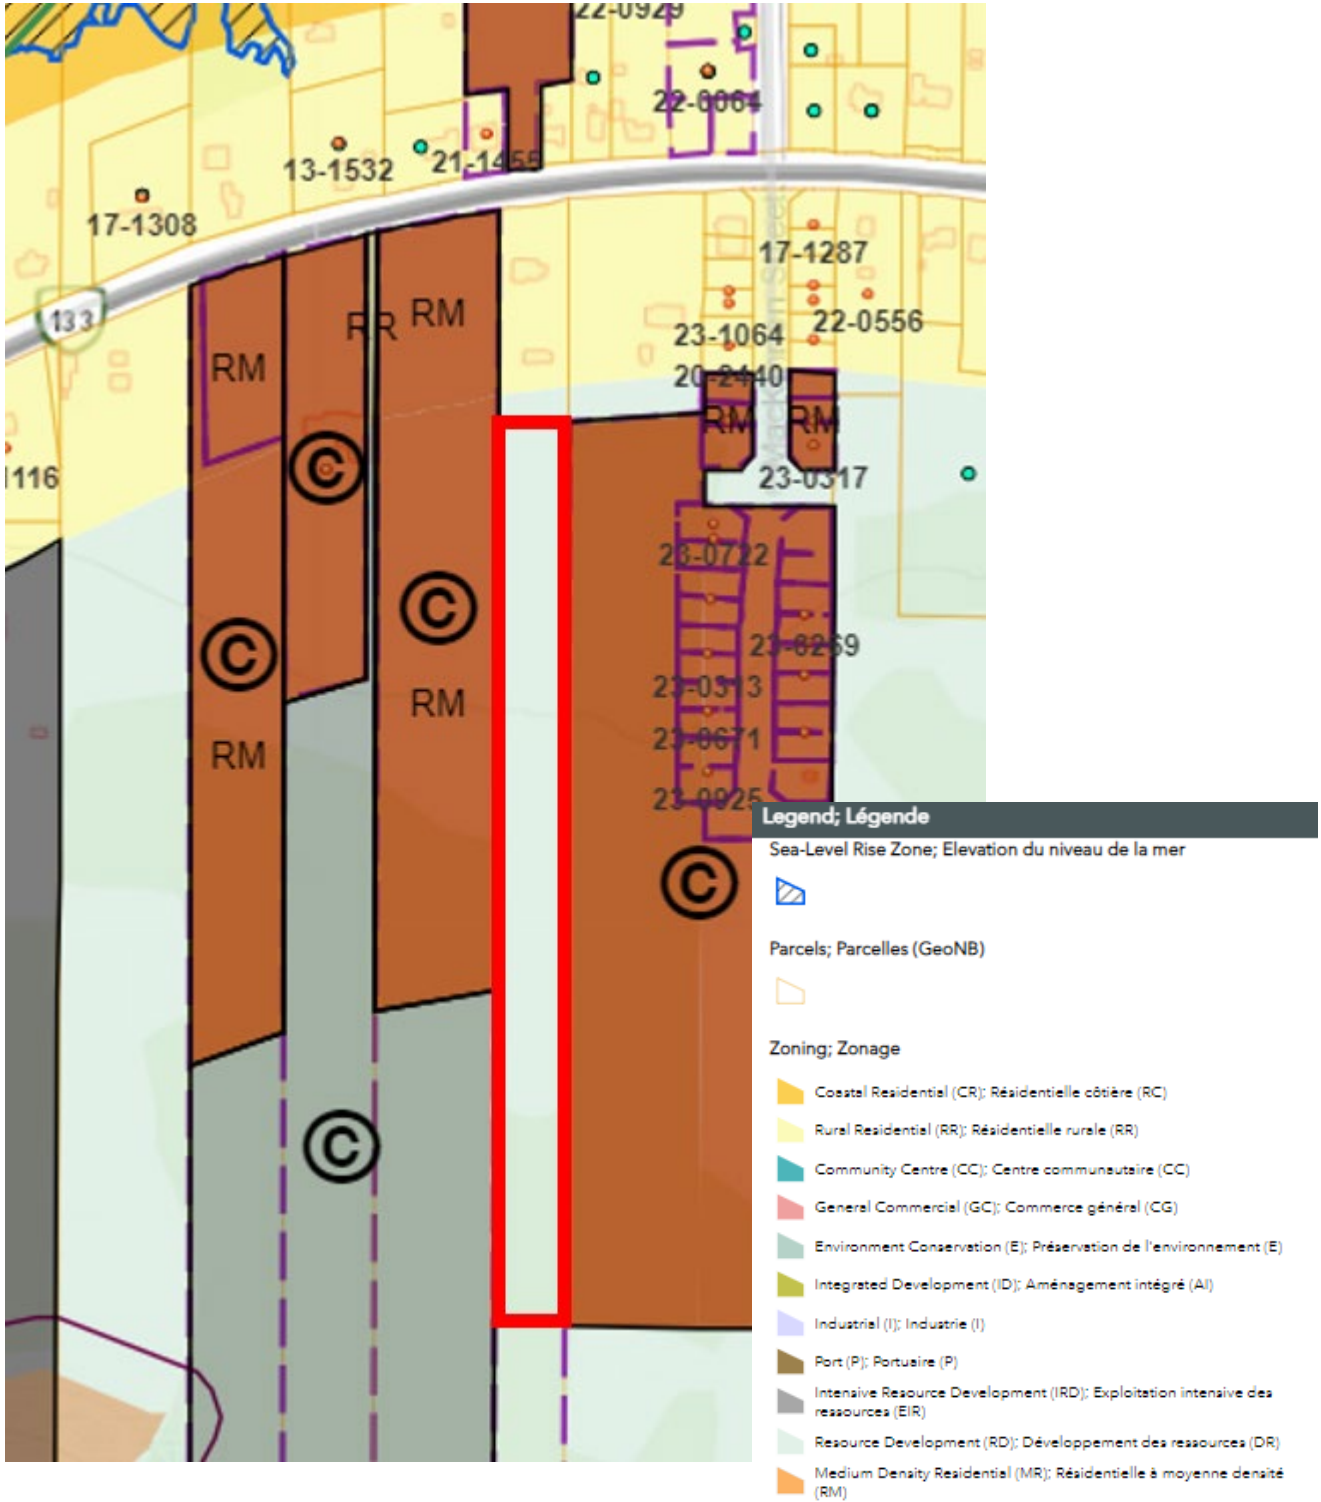 22-0929
22-0064
13-1532
21-1455
17-1308
17-1287
133
RM
RR
RM
23-1064
22-0556
20-2440
RM
RM
1116
C
23-0317
23-0722
C
C
23-8269
23-0313
RM
23-0671
RM
23-0925
C
C
Legend; Légende
Sea-Level Rise Zone; Elevation du niveau de la mer
Parcels; Parcelles (GeoNB)
Zoning; Zonage
Coastal Residential (CR); Résidentielle côtière (RC)
Rural Residential (RR); Résidentielle rurale (RR)
Community Centre (CC); Centre communautaire (CC)
General Commercial (GC); Commerce général (CG)
Environment Conservation (E); Préservation de l'environnement (E)
Integrated Development (ID); Aménagement intégré (AI)
Industrial (I); Industrie (I)
Port (P); Portuaire (P)
Intensive Resource Development (IRD); Exploitation intensive des
ressources (EIR)
Resource Development (RD); Développement des ressources (DR)
Medium Density Residential (MR); Résidentielle à moyenne densité
(RM)